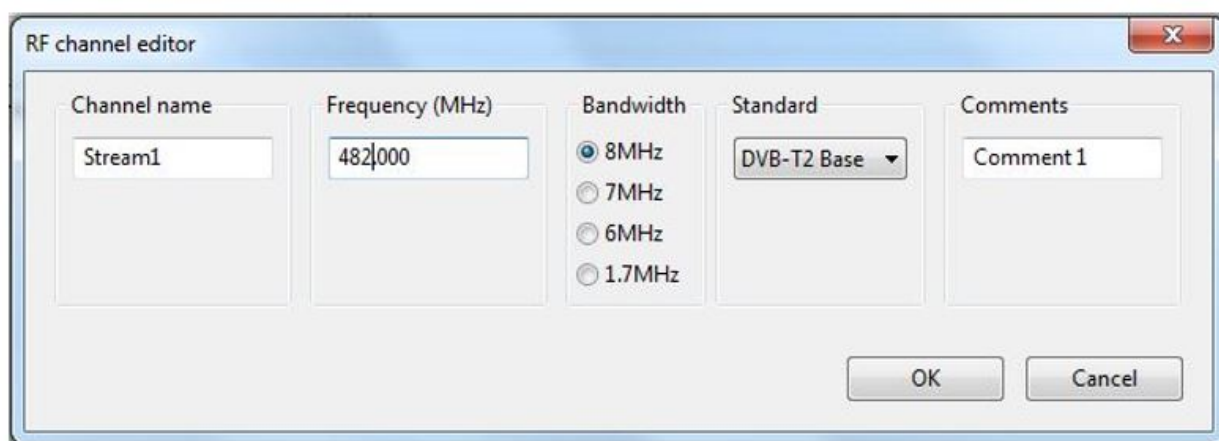 RF channel editor
Channel name
Frequency (MHz)
Bandwidth
Standard
Comments
Stream1
482.000
8MHz
DVB-T2 Base
Comment 1
7MHz
6MHz
1.7MHz
OK
Cancel